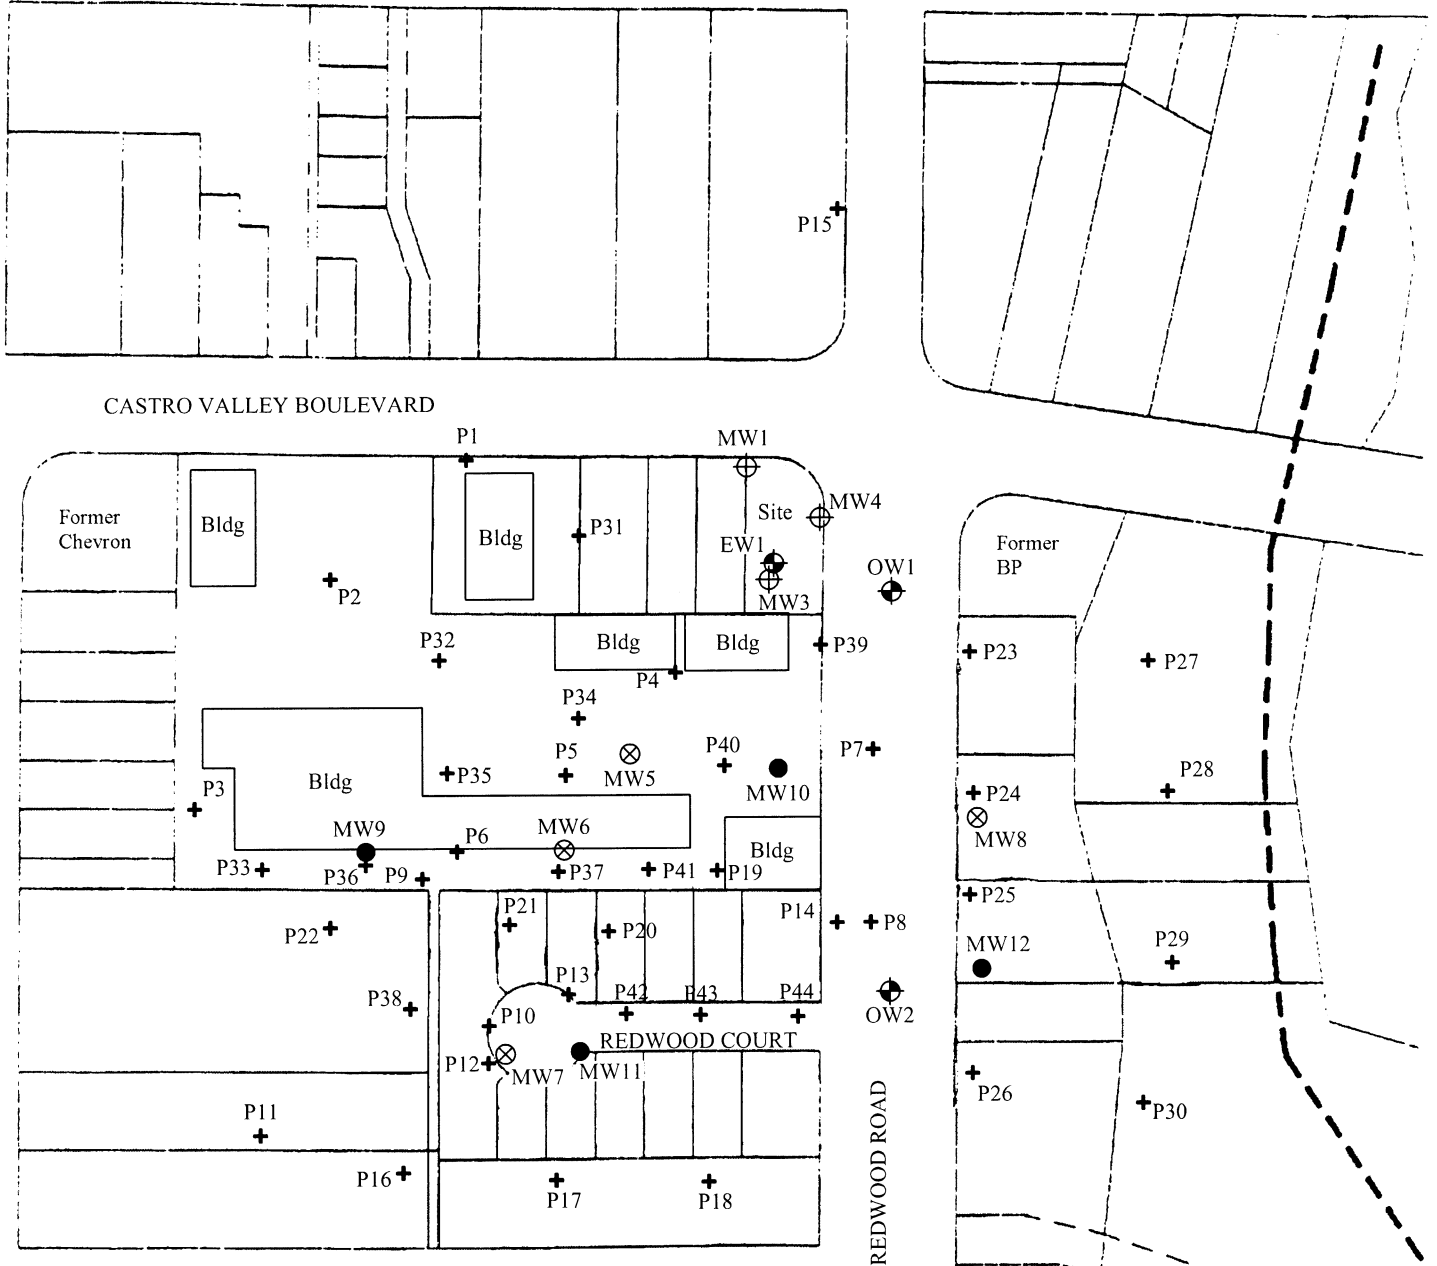 P15
CASTRO VALLEY BOULEVARD
P1
MW1
Former
Chevron
Bldg
Bldg
P31
Site
MW4
EW1
MW3
OW1
Former
BP
P2
P32
Bldg
Bldg
P39
P4
P23
P27
P34
P5
MW5
P40
MW10
P7
P35
Bldg
P3
P28
P24
MW8
MW9
P6
MW6
Bldg
P33
P36
P9
P37
P41
P19
P25
P22
P21
P20
P14
P8
MW12
P29
P13
P38
P42
P43
P44
OW2
P10
REDWOOD COURT
P12
MW7
MW11
P26
P30
P11
P16
P17
P18
REDWOOD ROAD